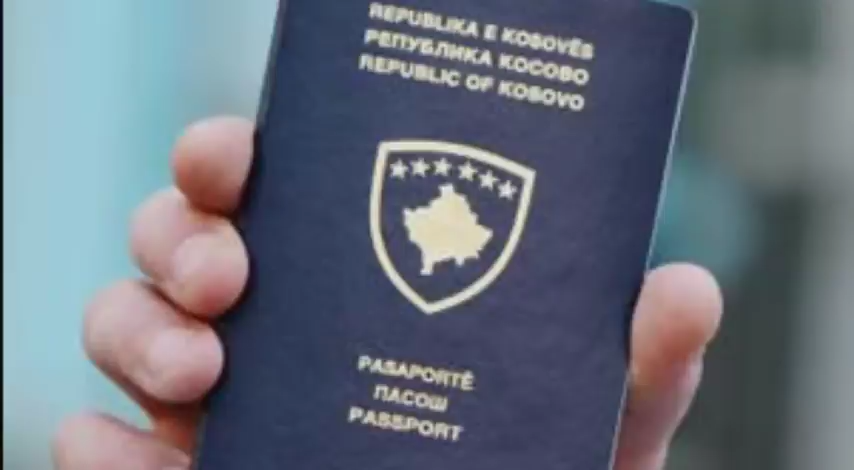 REPUBLIKA E KOSOVËS
РЕПУБЛИКА КОСОВО
REPUBLIC OF KOSOVO
PASAPORTË
ПАСОШ
PASSPORT